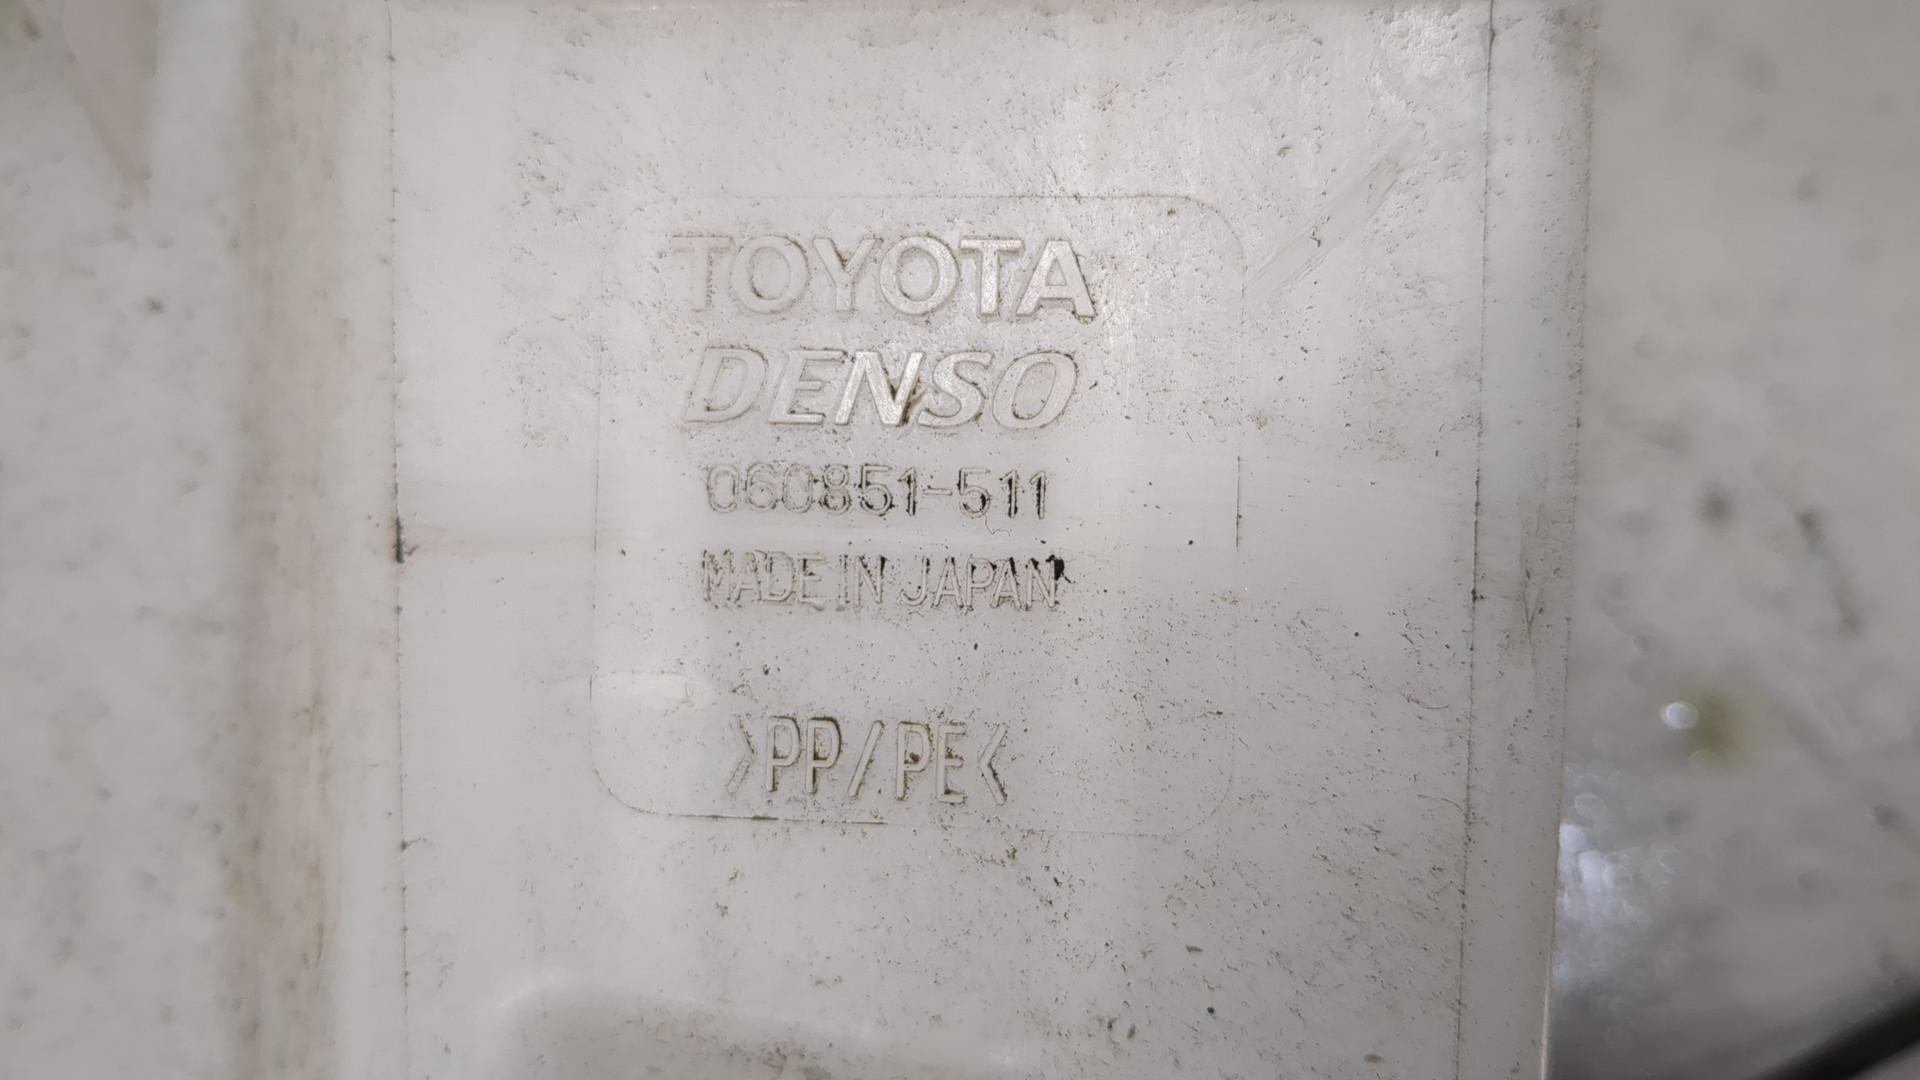 TOYOTA
DENSO
060851-511
MADE IN JAPAN
>PP/PE<